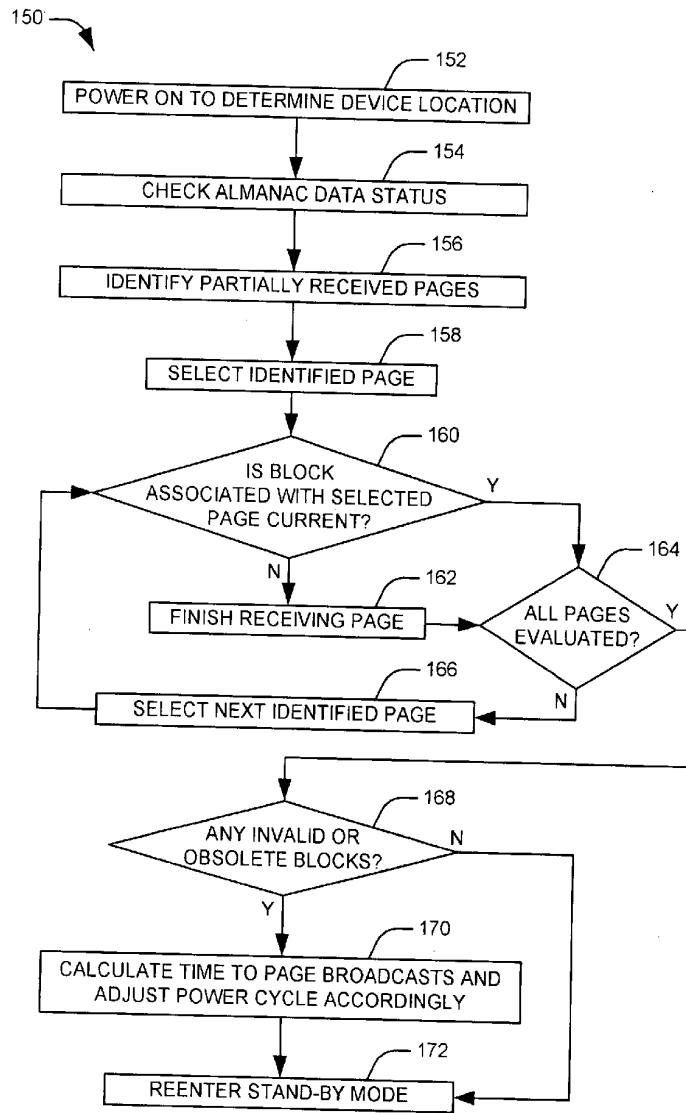 150
152
POWER ON TO DETERMINE DEVICE LOCATION
154
CHECK ALMANAC DATA STATUS
156
IDENTIFY PARTIALLY RECEIVED PAGES
158
SELECT IDENTIFIED PAGE
160
IS BLOCK
ASSOCIATED WITH SELECTED
PAGE CURRENT?
Y
N
162
FINISH RECEIVING PAGE
164
ALL PAGES
EVALUATED?
Y
N
166
SELECT NEXT IDENTIFIED PAGE
168
ANY INVALID OR
OBSOLETE BLOCKS?
N
Y
170
CALCULATE TIME TO PAGE BROADCASTS AND
ADJUST POWER CYCLE ACCORDINGLY
172
REENTER STAND-BY MODE